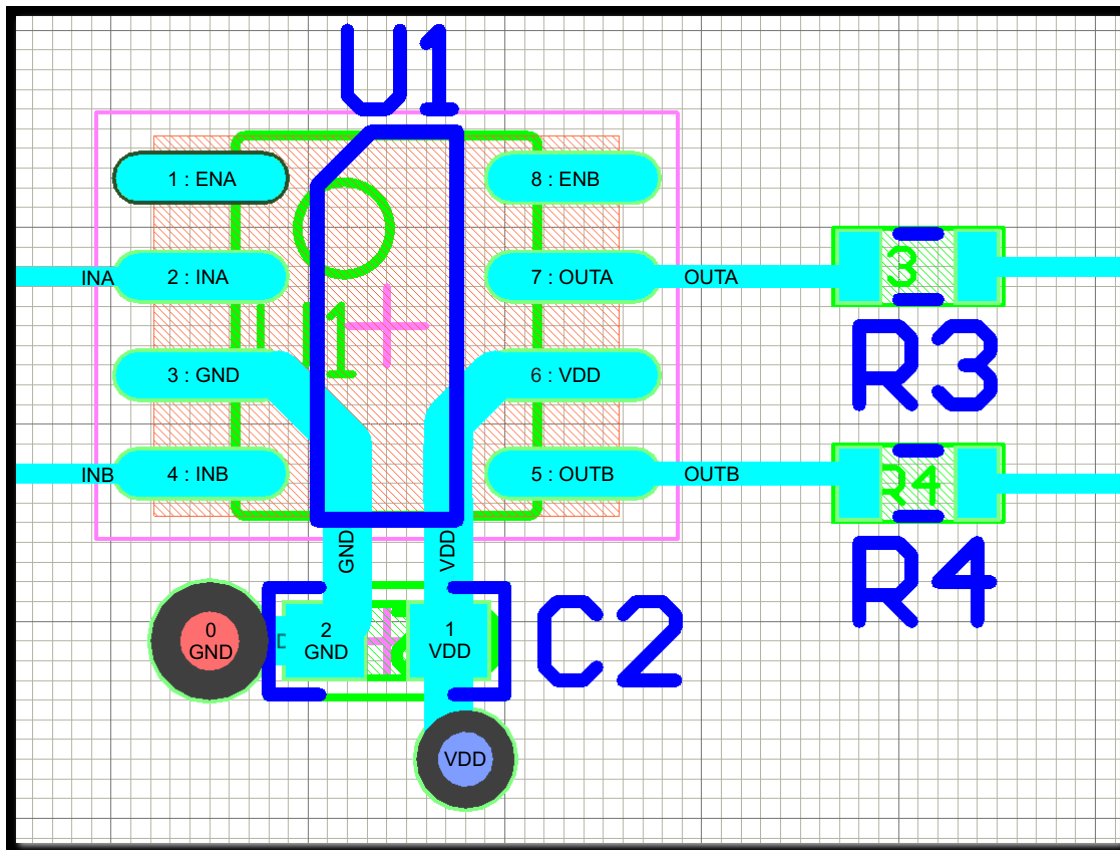 U1
1 : ENA
8 : ENB
INA
2 : INA
7 : OUTA
OUTA
3
R3
1
3 : GND
6 : VDD
INB
4 : INB
5 : OUTB
OUTB
R4
R4
GND
VDD
0
GND
2
GND
1
VDD
C2
VDD